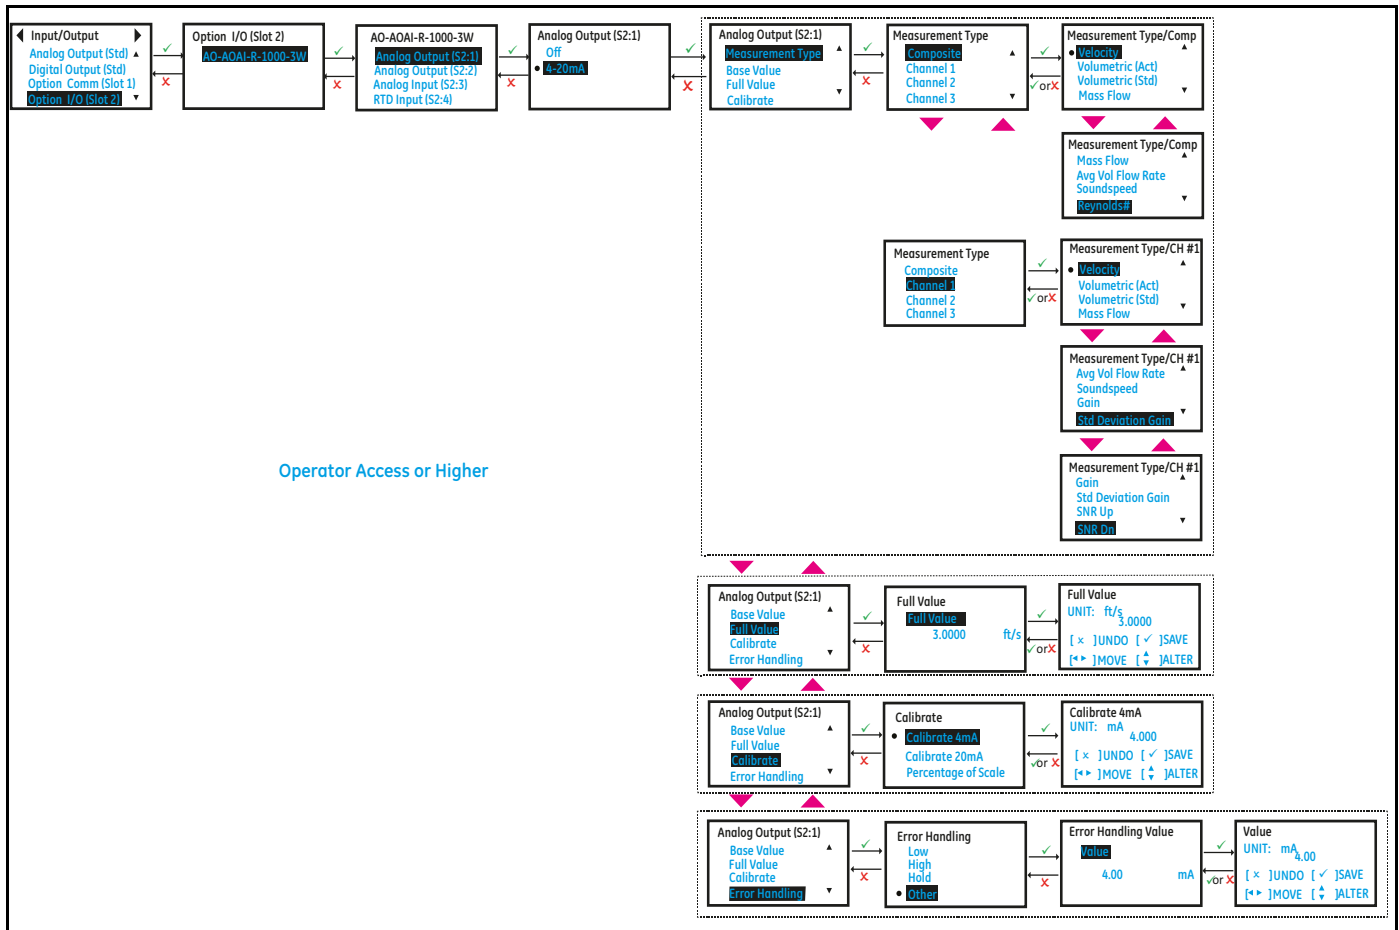 Input/Output
Analog Output (Std)
Digital Output (Std)
Option Comm (Slot 1)
Option I/O (Slot 2)
Option I/O (Slot 2)
AO-AOAI-R-1000-3W
AO-AOAI-R-1000-3W
Analog Output (S2:1)
Analog Output (S2:2)
Analog Input (S2:3)
RTD Input (S2:4)
Analog Output (S2:1)
Off
4-20mA
Analog Output (S2:1)
Measurement Type
Base Value
Full Value
Calibrate
Measurement Type
Composite
Channel 1
Channel 2
Channel 3
or
Measurement Type/Comp
Velocity
Volumetric (Act)
Volumetric (Std)
Mass Flow
Measurement Type/Comp
Mass Flow
Avg Vol Flow Rate
Soundspeed
Reynolds#
Measurement Type
Composite
Channel 1
Channel 2
Channel 3
or
Measurement Type/CH #1
Velocity
Volumetric (Act)
Volumetric (Std)
Mass Flow
Measurement Type/CH #1
Avg Vol Flow Rate
Soundspeed
Gain
Std Deviation Gain
Measurement Type/CH #1
Gain
Std Deviation Gain
SNR Up
SNR Dn
Operator Access or Higher
Analog Output (S2:1)
Base Value
Full Value
Calibrate
Error Handling
Full Value
Full Value
3.0000 ft/s
or
Full Value
UNIT: ft/s
3.0000
[ x ]UNDO [ ✓ ]SAVE
[◂ ▸ ]MOVE [ ▴▾ ]ALTER
Analog Output (S2:1)
Base Value
Full Value
Calibrate
Error Handling
Calibrate
Calibrate 4mA
Calibrate 20mA
Percentage of Scale
or
Calibrate 4mA
UNIT: mA
4.000
[ x ]UNDO [ ✓ ]SAVE
[◂ ▸ ]MOVE [ ▴▾ ]ALTER
Analog Output (S2:1)
Base Value
Full Value
Calibrate
Error Handling
Error Handling
Low
High
Hold
Other
Error Handling Value
Value
4.00 mA
or
Value
UNIT: mA
4.00
[ x ]UNDO [ ✓ ]SAVE
[◂ ▸ ]MOVE [ ▴▾ ]ALTER